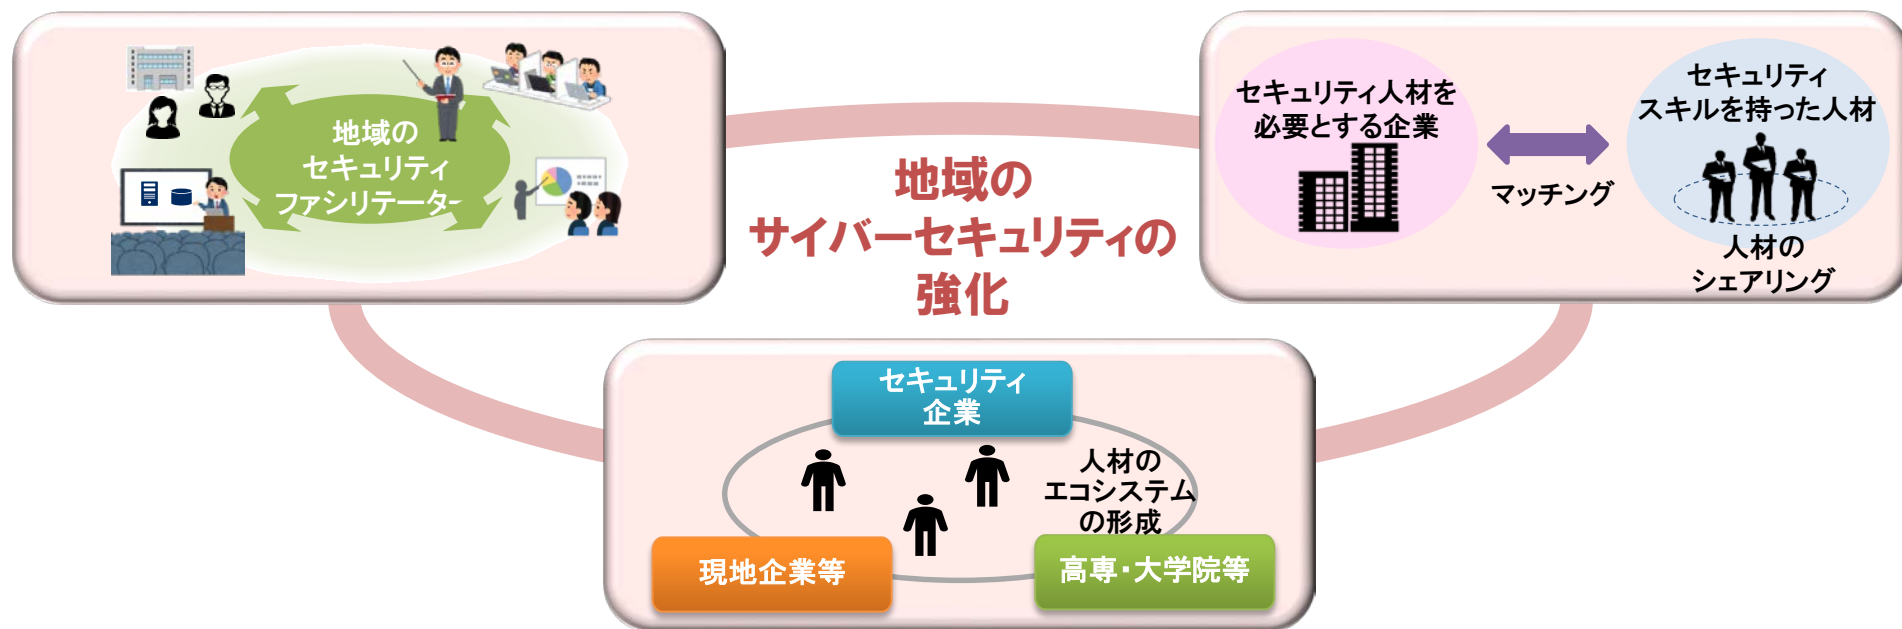 地域の
セキュリティ
ファシリテーター
地域の
サイバーセキュリティの
強化
セキュリティ人材を
必要とする企業
マッチング
セキュリティ
スキルを持った人材
人材の
シェアリング
セキュリティ
企業
人材の
エコシステム
の形成
現地企業等
高専・大学院等